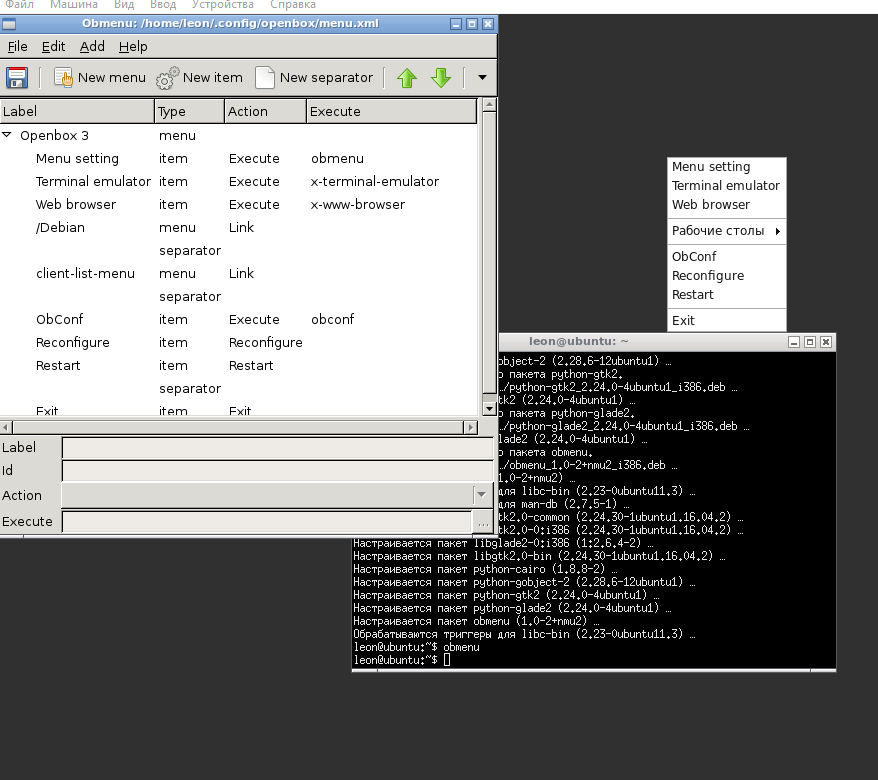 Файл Машина Вид Ввод Устройства Справка
Obmenu: /home/leon/.config/openbox/menu.xml
File Edit Add Help
New menu New item New separator
Label Type Action Execute
Openbox 3 menu
Menu setting item Execute obmenu
Terminal emulator item Execute x-terminal-emulator
Web browser item Execute x-www-browser
/Debian menu Link
separator
client-list-menu menu Link
separator
ObConf item Execute obconf
Reconfigure item Reconfigure
Restart item Restart
separator
Exit item Exit
Label
Id
Action
Execute ...
Menu setting
Terminal emulator
Web browser
Рабочие столы
ObConf
Reconfigure
Restart
Exit
leon@ubuntu: ~
object-2 (2.28.6-12ubuntu1) …
о пакета python-gtk2.
./python-gtk2_2.24.0-4ubuntu1_i386.deb …
tk2 (2.24.0-4ubuntu1) …
о пакета python-glade2.
./python-glade2_2.24.0-4ubuntu1_i386.deb …
lade2 (2.24.0-4ubuntu1) …
о пакета obmenu.
./obmenu_1.0-2+nmu2_i386.deb …
1.0-2+nmu2) …
для libc-bin (2.23-0ubuntu11.3) …
для man-db (2.7.5-1) …
tk2.0-common (2.24.30-1ubuntu1.16.04.2) …
tk2.0-0:i386 (2.24.30-1ubuntu1.16.04.2) …
Настраивается пакет libglade2-0:i386 (1:2.6.4-2) …
Настраивается пакет libgtk2.0-bin (2.24.30-1ubuntu1.16.04.2) …
Настраивается пакет python-cairo (1.8.8-2) …
Настраивается пакет python-gobject-2 (2.28.6-12ubuntu1) …
Настраивается пакет python-gtk2 (2.24.0-4ubuntu1) …
Настраивается пакет python-glade2 (2.24.0-4ubuntu1) …
Настраивается пакет obmenu (1.0-2+nmu2) …
Обрабатываются триггеры для libc-bin (2.23-0ubuntu11.3) …
leon@ubuntu:~$ obmenu
leon@ubuntu:~$